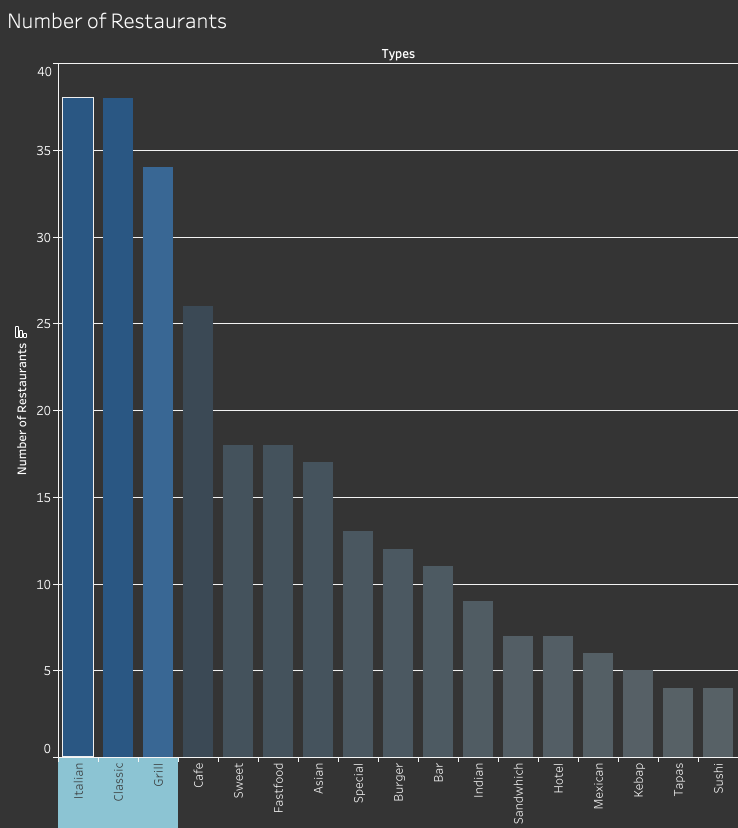 Number of Restaurants
Types
40
35
30
25
20
15
10
5
0
Number of Restaurants
Italian
Classic
Grill
Cafe
Sweet
Fastfood
Asian
Special
Burger
Bar
Indian
Sandwhich
Hotel
Mexican
Kebap
Tapas
Sushi